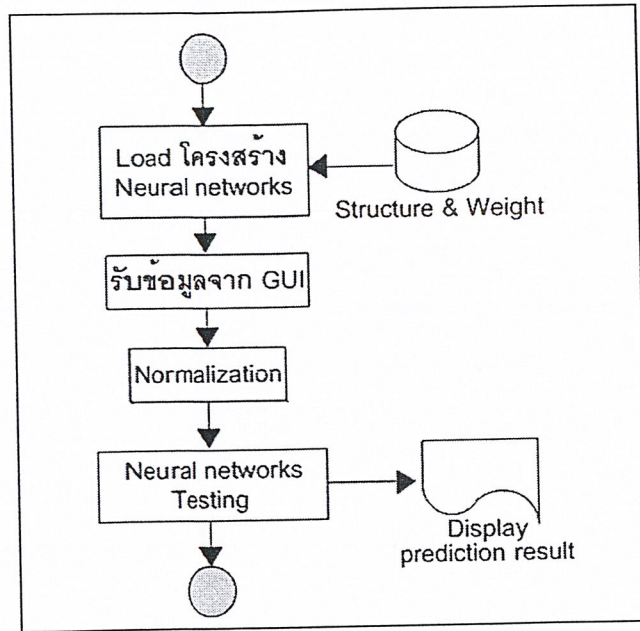 Load โครงสร้าง
Neural networks
Structure & Weight
รับข้อมูลจาก GUI
Normalization
Neural networks
Testing
Display
prediction result